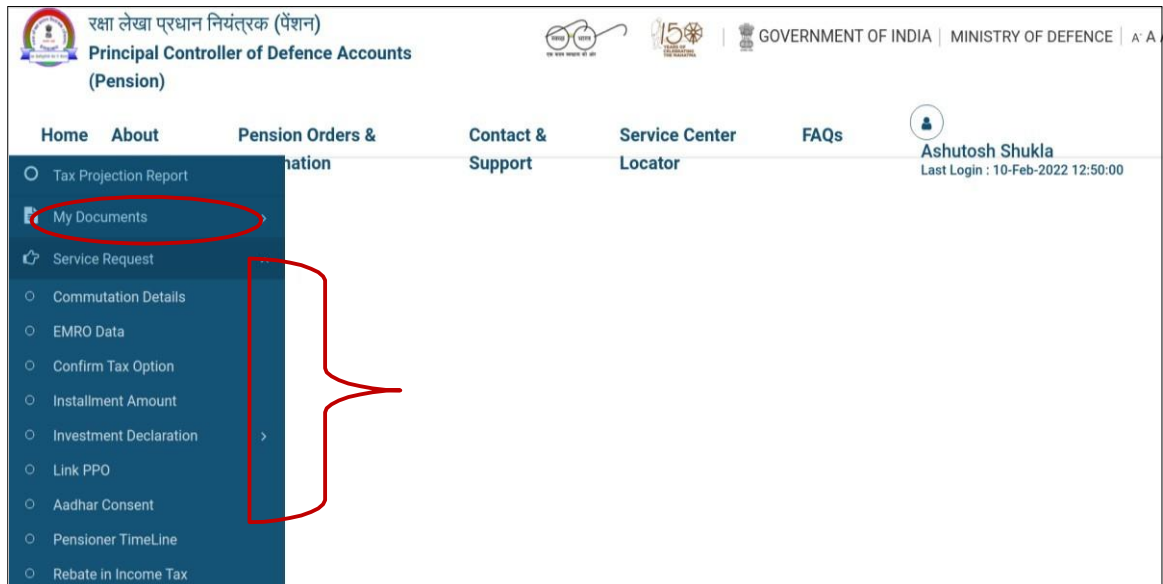 रक्षा लेखा प्रधान नियंत्रक (पेंशन)
Principal Controller of Defence Accounts
(Pension)
GOVERNMENT OF INDIA | MINISTRY OF DEFENCE | A- A
Home About Pension Orders & Contact & Service Center FAQs
Support Locator
Ashutosh Shukla
Last Login : 10-Feb-2022 12:50:00
Tax Projection Report
My Documents
Service Request
Commutation Details
EMRO Data
Confirm Tax Option
Installment Amount
Investment Declaration
Link PPO
Aadhar Consent
Pensioner TimeLine
Rebate in Income Tax